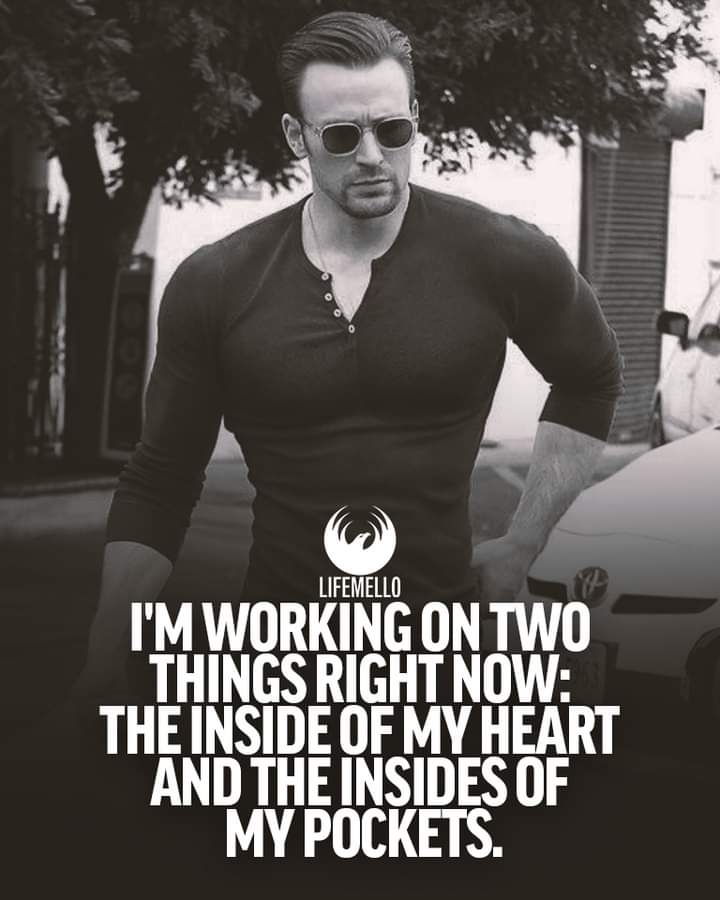 LIFEMELLO
I'M WORKING ON TWO
THINGS RIGHT NOW:
THE INSIDE OF MY HEART
AND THE INSIDES OF
MY POCKETS.